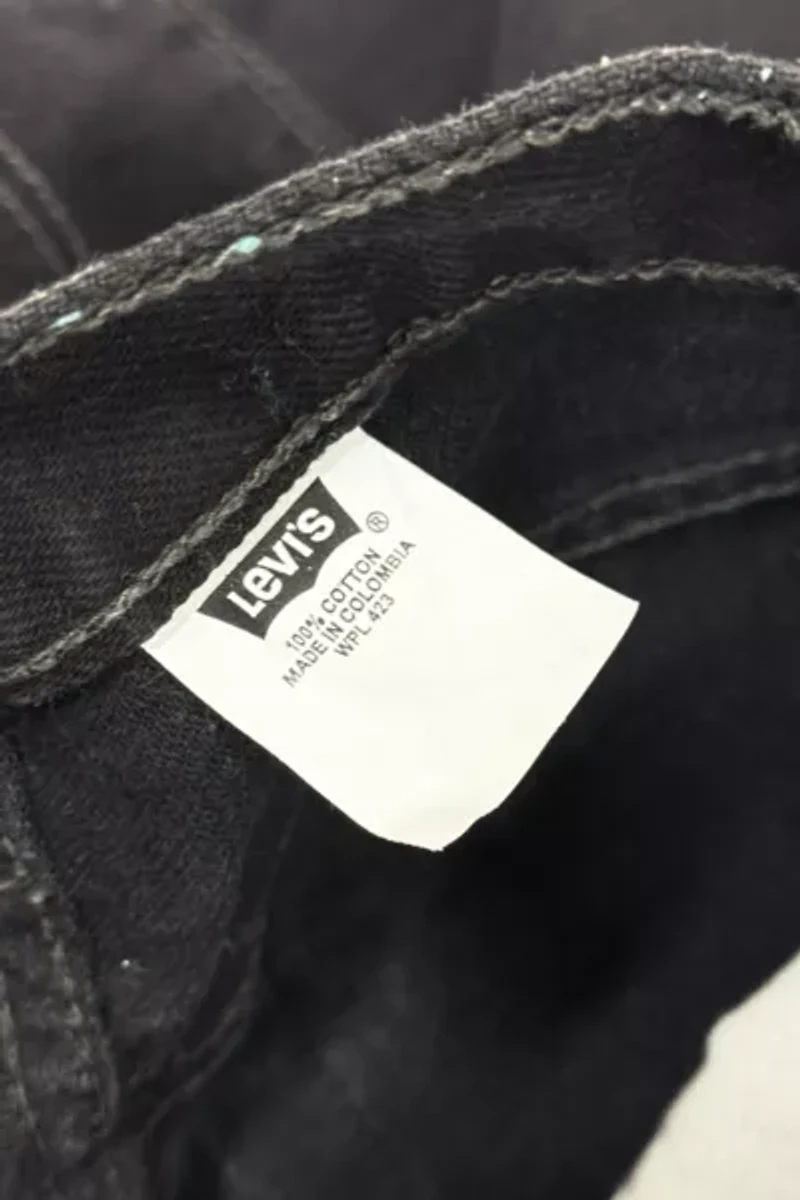 Levi's ®
100% COTTON
MADE IN COLOMBIA
WPL 423